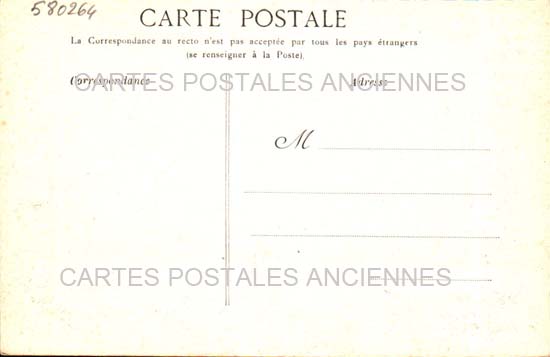 580264
CARTE POSTALE
La Correspondance au recto n'est pas acceptée par tous les pays étrangers
(se renseigner à la Poste).
Correspondance
Adresse
CARTES POSTALES ANCIENNES
M
CARTES POSTALES ANCIENNES